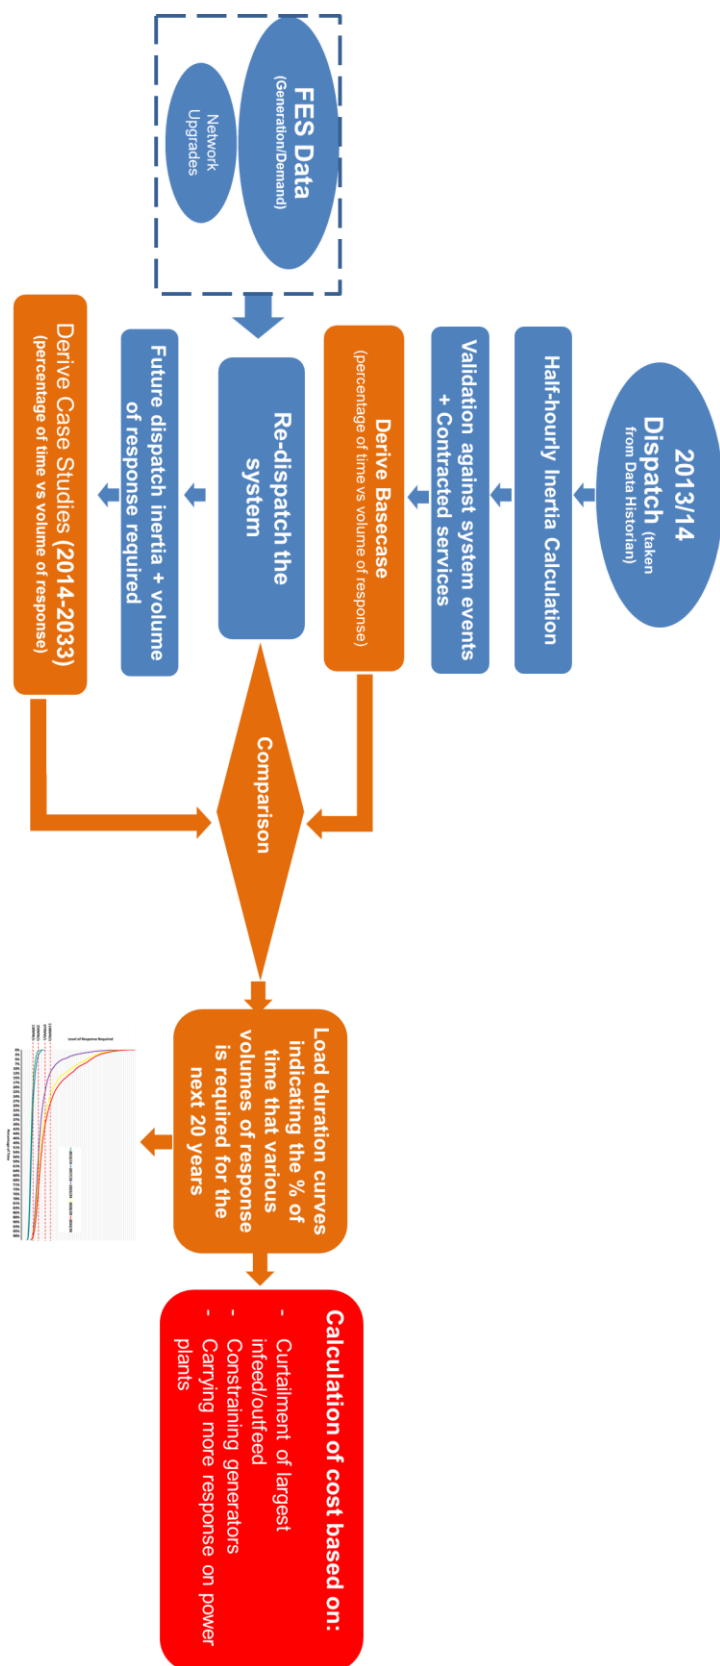 2013/14
Dispatch (taken
from Data Historian)
Half-hourly Inertia Calculation
Validation against system events
+ Contracted services
Derive Basecase
(percentage of time vs volume of response)
FES Data
(Generation/Demand)
Network
Upgrades
Re-dispatch the
system
Future dispatch inertia + volume
of response required
Derive Case Studies (2014-2033)
(percentage of time vs volume of response)
Comparison
Load duration curves
indicating the % of
time that various
volumes of response
is required for the
next 20 years
Level of Response Required
Percentage of Time
Calculation of cost based on:
- Curtailment of largest
infeed/outfeed
- Constraining generators
- Carrying more response on power
plants